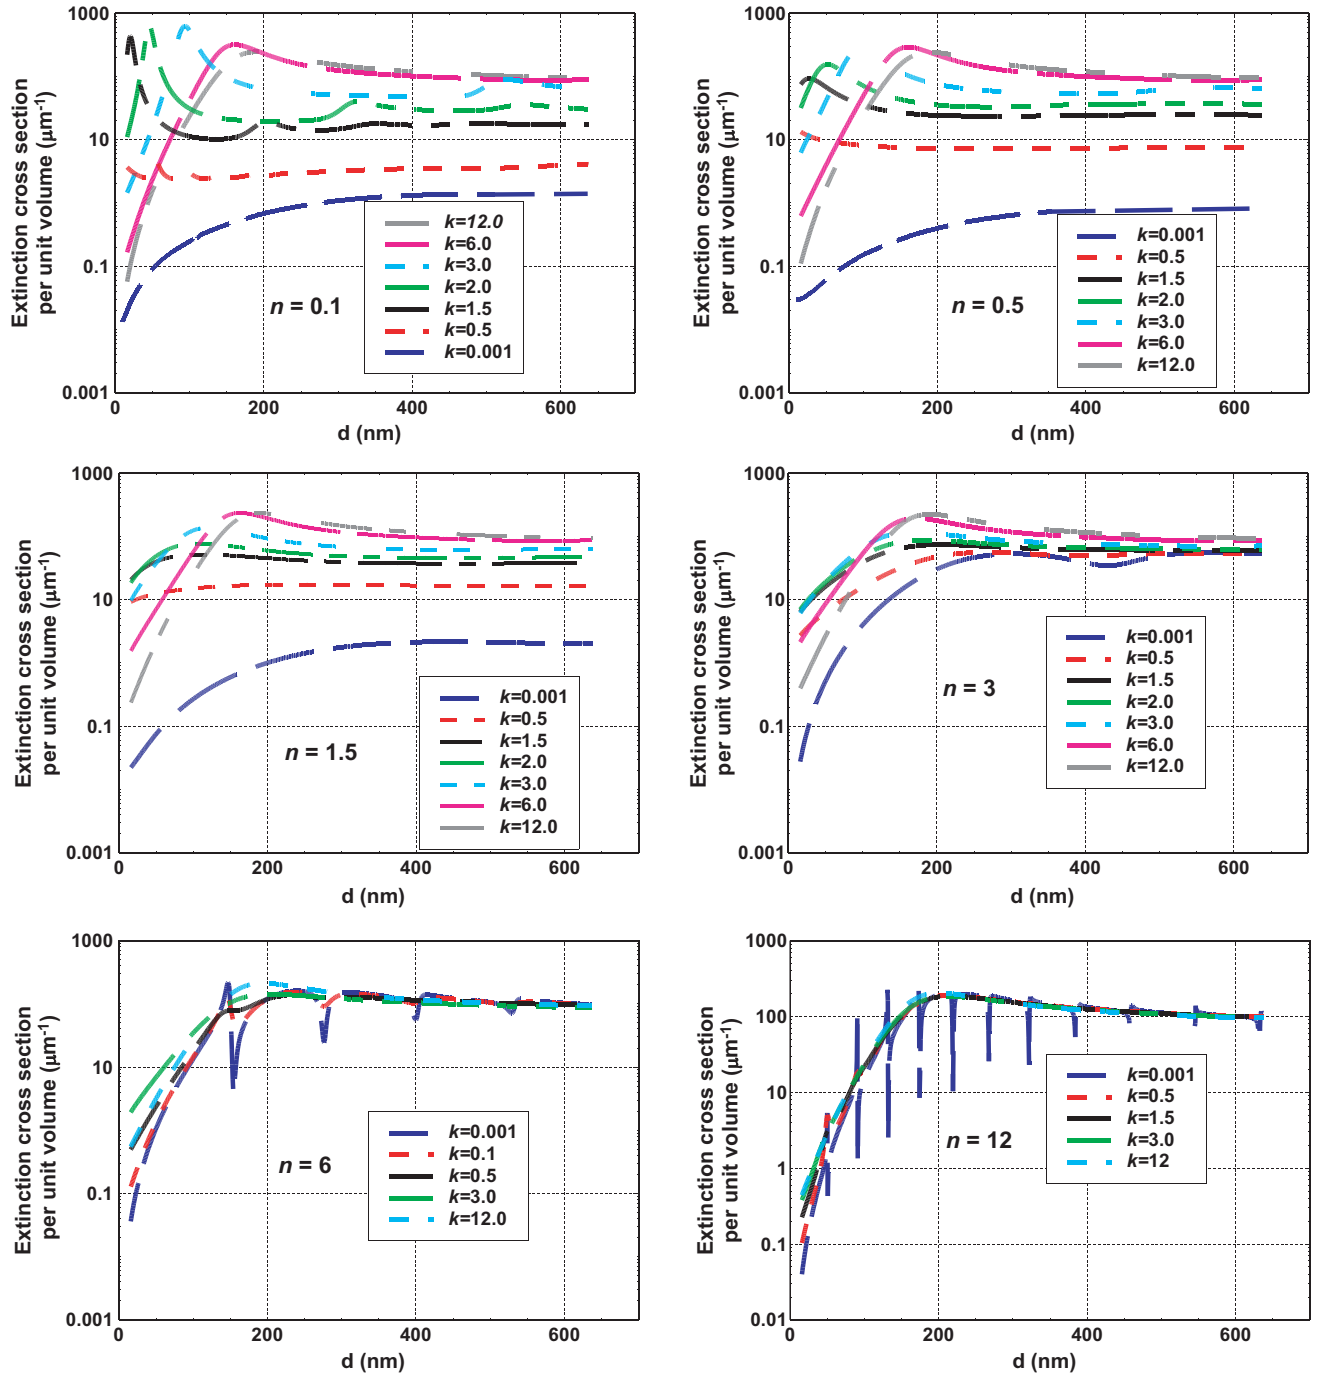 Extinction cross section
per unit volume (μm⁻¹)
1000
10
0.1
0.001
0
200
400
600
d (nm)
n = 0.1
k=12.0
k=6.0
k=3.0
k=2.0
k=1.5
k=0.5
k=0.001
Extinction cross section
per unit volume (μm⁻¹)
1000
10
0.1
0.001
0
200
400
600
d (nm)
n = 0.5
k=0.001
k=0.5
k=1.5
k=2.0
k=3.0
k=6.0
k=12.0
Extinction cross section
per unit volume (μm⁻¹)
1000
10
0.1
0.001
0
200
400
600
d (nm)
n = 1.5
k=0.001
k=0.5
k=1.5
k=2.0
k=3.0
k=6.0
k=12.0
Extinction cross section
per unit volume (μm⁻¹)
1000
10
0.1
0.001
0
200
400
600
d (nm)
n = 3
k=0.001
k=0.5
k=1.5
k=2.0
k=3.0
k=6.0
k=12.0
Extinction cross section
per unit volume (μm⁻¹)
1000
10
0.1
0.001
0
200
400
600
d (nm)
n = 6
k=0.001
k=0.1
k=0.5
k=3.0
k=12.0
Extinction cross section
per unit volume (μm⁻¹)
1000
100
10
1
0.1
0.01
0
200
400
600
d (nm)
n = 12
k=0.001
k=0.5
k=1.5
k=3.0
k=12